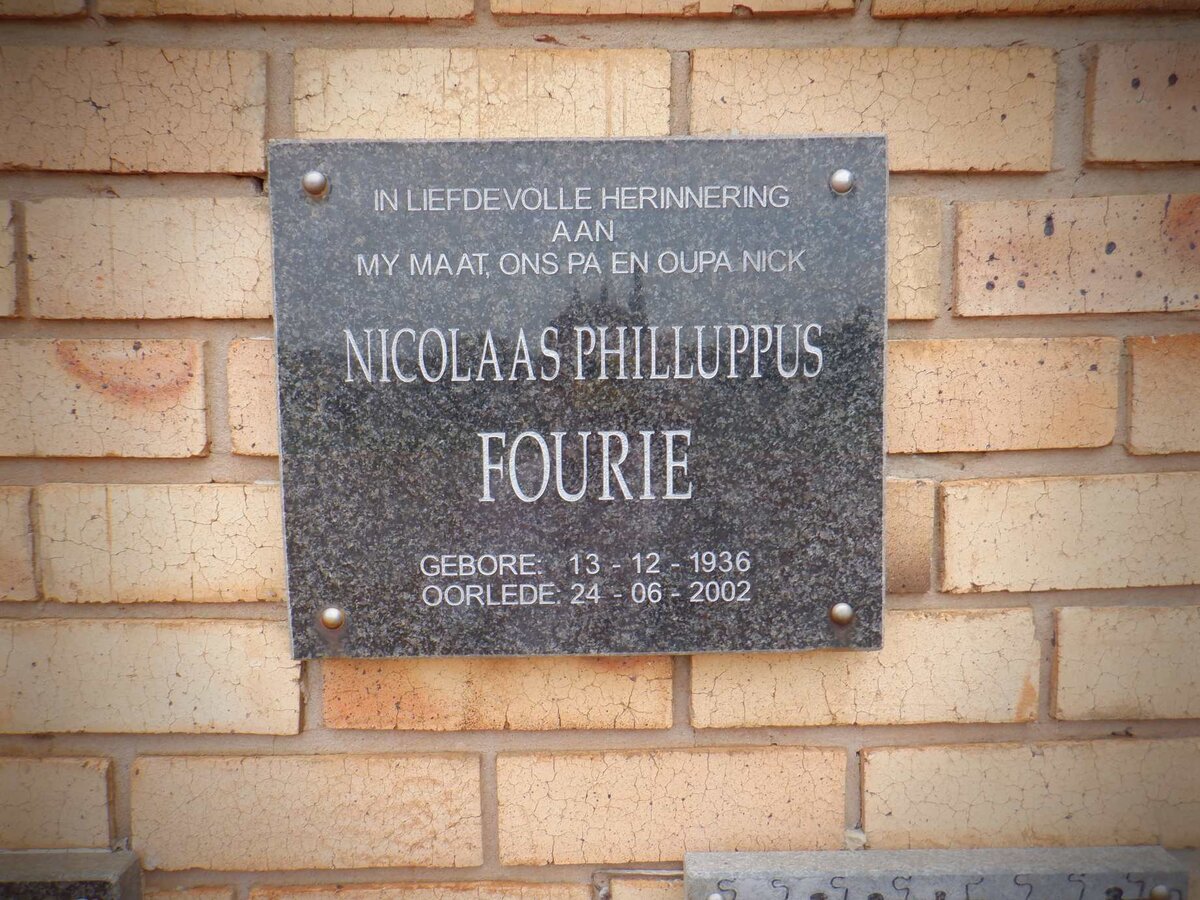 IN LIEFDEVOLLE HERINNERING
AAN
MY MAAT, ONS PA EN OUPA NICK
NICOLAAS PHILLUPPUS
FOURIE
GEBORE: 13 - 12 - 1936
OORLEDE: 24 - 06 - 2002